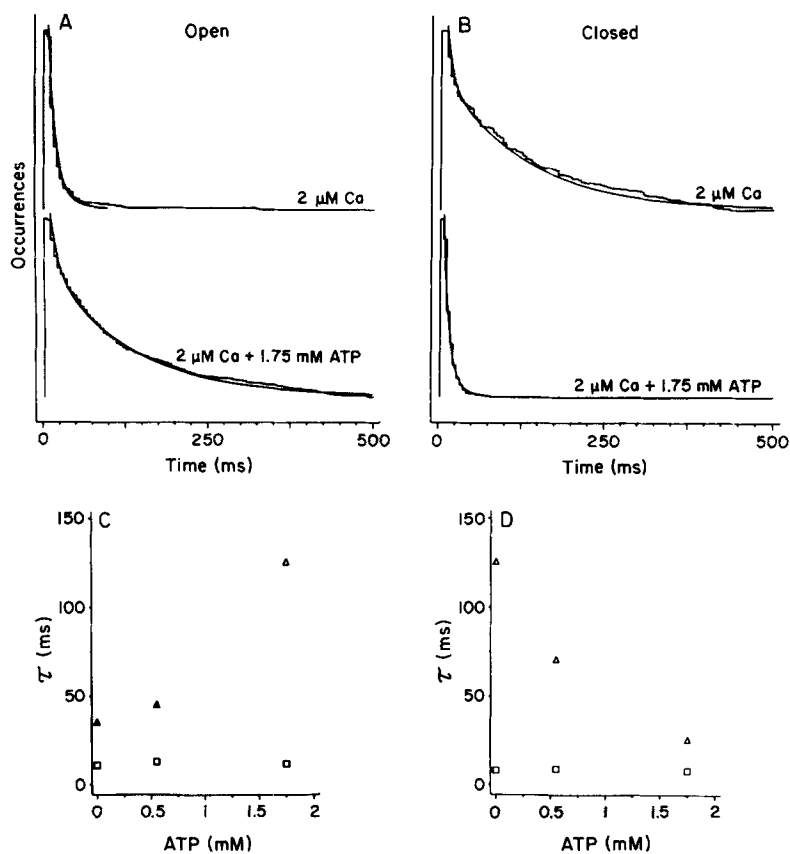 A
Open
2 μM Ca
2 μM Ca + 1.75 mM ATP
Occurrences
0
250
500
Time (ms)
B
Closed
2 μM Ca
2 μM Ca + 1.75 mM ATP
0
250
500
Time (ms)
C
150
100
50
0
τ (ms)
0
0.5
1
1.5
2
ATP (mM)
D
150
100
50
0
τ (ms)
0
0.5
1
1.5
2
ATP (mM)